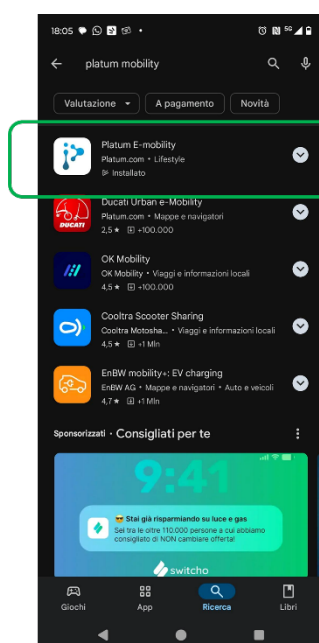 18:05
5G
platum mobility
Valutazione
A pagamento
Novità
Platum E-mobility
Platum.com • Lifestyle
Installato
Ducati Urban e-Mobility
Platum.com • Mappe e navigatori
2,5 ★ +100.000
DUCATI
OK Mobility
OK Mobility • Viaggi e informazioni locali
4,5 ★ +100.000
Cooltra Scooter Sharing
Cooltra Motosha... • Viaggi e informazioni locali
4,5 ★ +1 Mln
EnBW mobility+: EV charging
EnBW AG • Mappe e navigatori • Auto e veicoli
4,7 ★ +1 Mln
Sponsorizzati • Consigliati per te
9:41
Stai già risparmiando su luce e gas
Sei tra le oltre 110.000 persone a cui abbiamo
consigliato di NON cambiare offerta!
switcho
Giochi
App
Ricerca
Libri